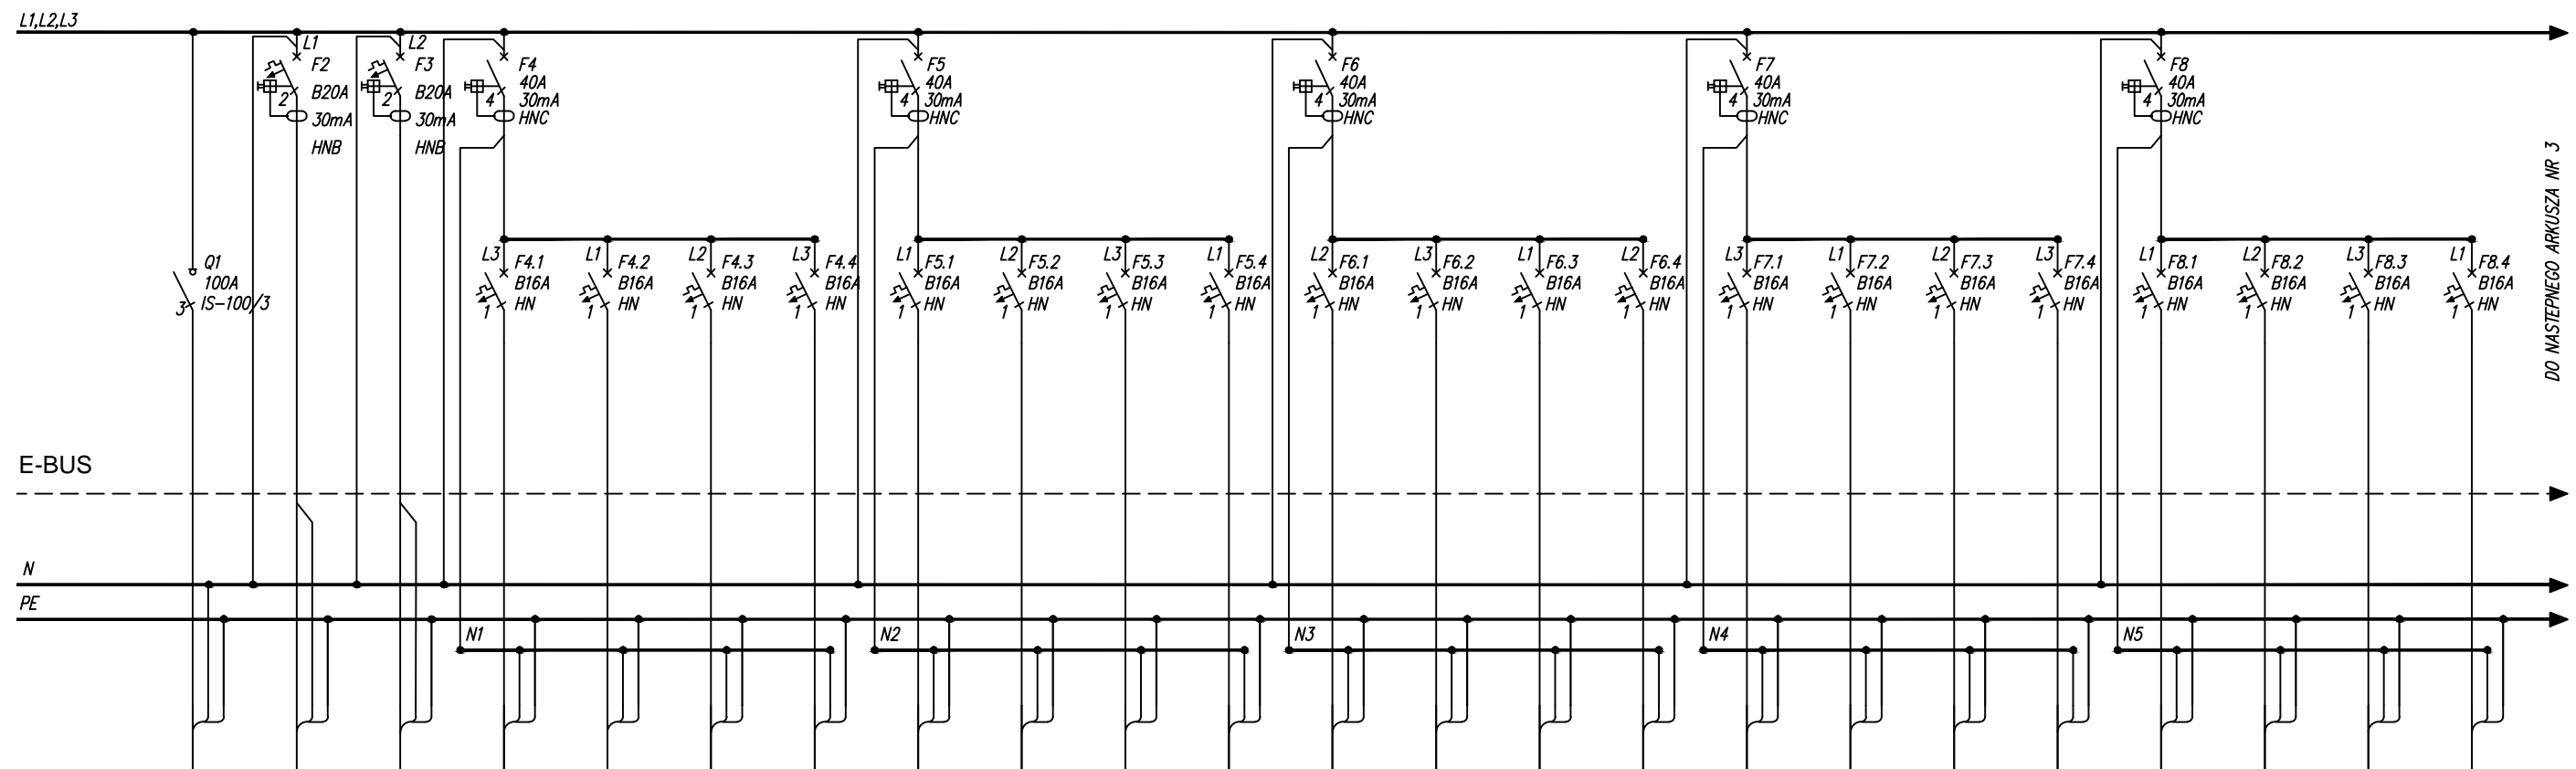 L1,L2,L3
Q1
100A
IS-100/3
3
L1
F2
B20A
30mA
HNB
2
L2
F3
B20A
30mA
HNB
2
F4
40A
30mA
HNC
4
L3
F4.1
B16A
HN
1
L1
F4.2
B16A
HN
1
L2
F4.3
B16A
HN
1
L3
F4.4
B16A
HN
1
F5
40A
30mA
HNC
4
L1
F5.1
B16A
HN
1
L2
F5.2
B16A
HN
1
L3
F5.3
B16A
HN
1
L1
F5.4
B16A
HN
1
F6
40A
30mA
HNC
4
L2
F6.1
B16A
HN
1
L3
F6.2
B16A
HN
1
L1
F6.3
B16A
HN
1
L2
F6.4
B16A
HN
1
F7
40A
30mA
HNC
4
L3
F7.1
B16A
HN
1
L1
F7.2
B16A
HN
1
L2
F7.3
B16A
HN
1
L3
F7.4
B16A
HN
1
F8
40A
30mA
HNC
4
L1
F8.1
B16A
HN
1
L2
F8.2
B16A
HN
1
L3
F8.3
B16A
HN
1
L1
F8.4
B16A
HN
1
DO NASTEPNEGO ARKUSZA NR 3
E-BUS
N
PE
N1
N2
N3
N4
N5